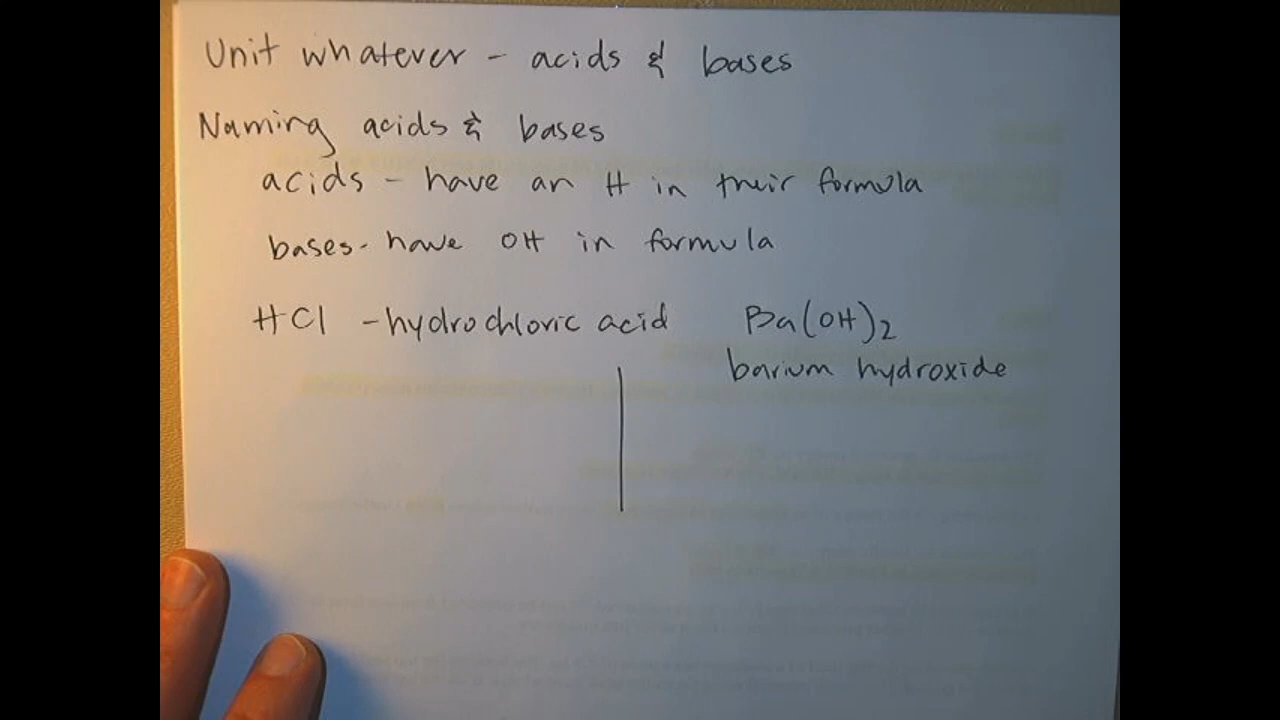 Unit whatever - acids & bases
Naming acids & bases
acids - have an H in their formula
bases - have OH in formula
HCl - hydrochloric acid Ba(OH)2
barium hydroxide